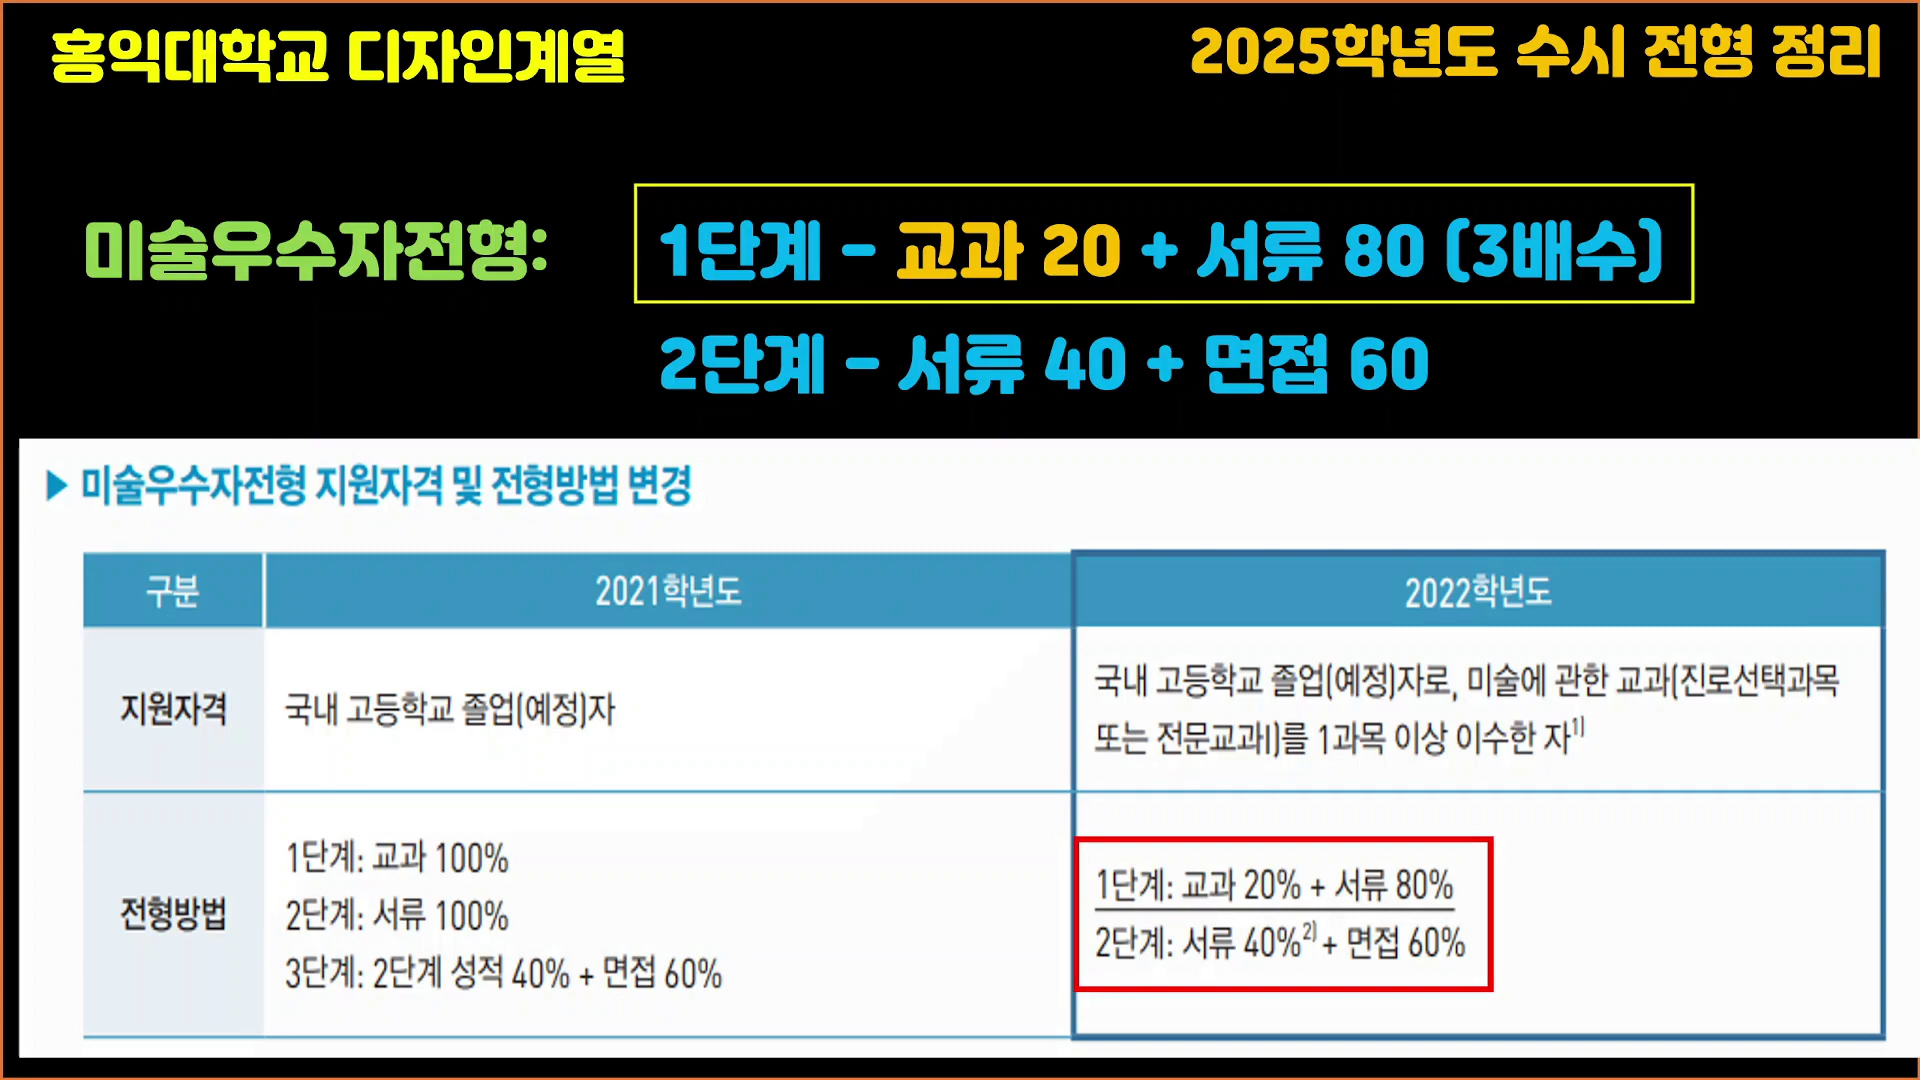 홍익대학교 디자인계열
2025학년도 수시 전형 정리
미술우수자전형:
1단계 - 교과 20 + 서류 80 (3배수)
2단계 - 서류 40 + 면접 60
▶ 미술우수자전형 지원자격 및 전형방법 변경
구분
2021학년도
2022학년도
지원자격
국내 고등학교 졸업(예정)자
국내 고등학교 졸업(예정)자로, 미술에 관한 교과(진로선택과목
또는 전문교과Ⅰ)를 1과목 이상 이수한 자1)
전형방법
1단계: 교과 100%
2단계: 서류 100%
3단계: 2단계 성적 40% + 면접 60%
1단계: 교과 20% + 서류 80%
2단계: 서류 40%2) + 면접 60%